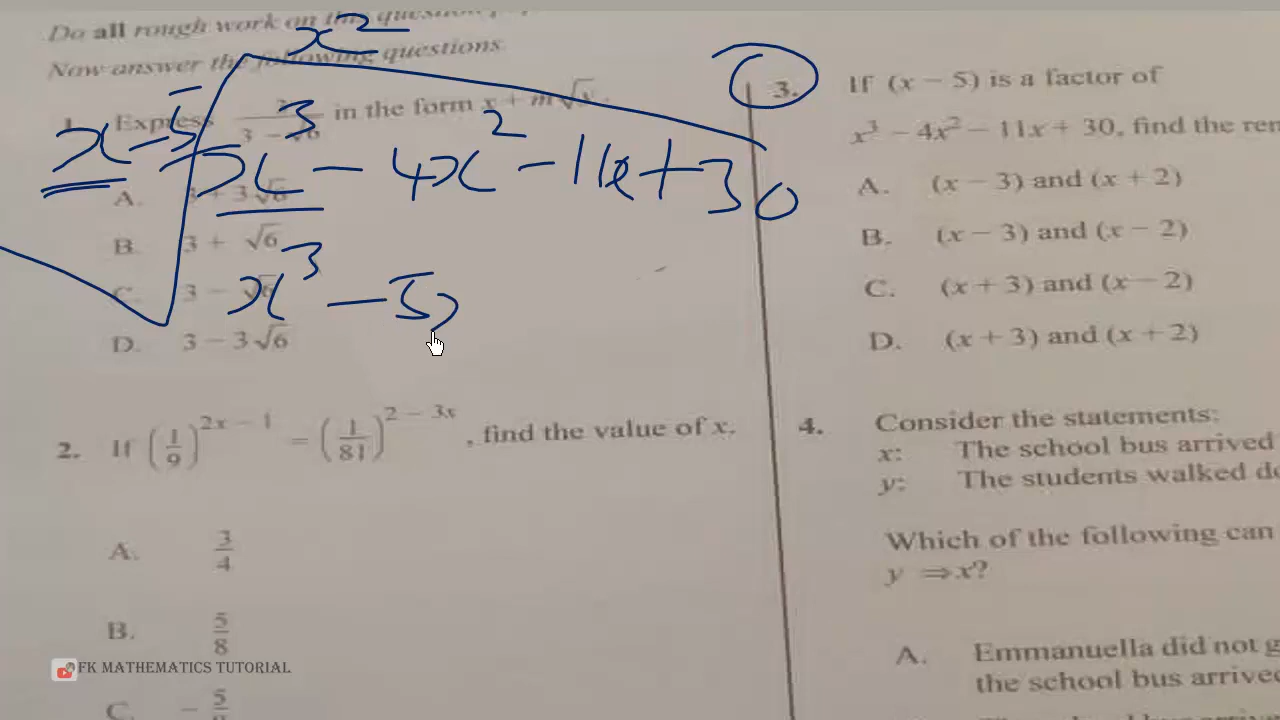 Do all rough work on this question
Now answer the following questions.
1. Express in the form x + m√y.
A. 3 + 3√6
B. 3 + √6
C. 3 - √6
D. 3 - 3√6
x²
x - 5
x³ - 4x² - 11x + 30
x³ - 5
2. If (1/9)^(2x - 1) = (1/81)^(2 - 3x), find the value of x.
A. 3/4
B. 5/8
C. - 5
3. If (x - 5) is a factor of
x³ - 4x² - 11x + 30, find the
A. (x - 3) and (x + 2)
B. (x - 3) and (x - 2)
C. (x + 3) and (x - 2)
D. (x + 3) and (x + 2)
4. Consider the statements:
x: The school bus arrived
y: The students walked
Which of the following can
y ⇒ x?
A. Emmanuella did not
the school bus
FK MATHEMATICS TUTORIAL